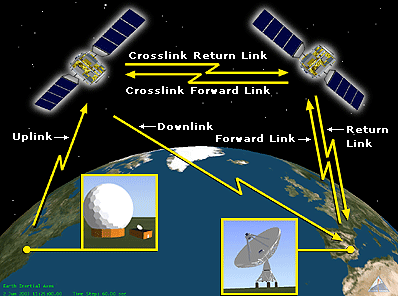 Crosslink Return Link
Crosslink Forward Link
Uplink
Downlink
Forward Link
Return
Link
Earth Inertial Axes